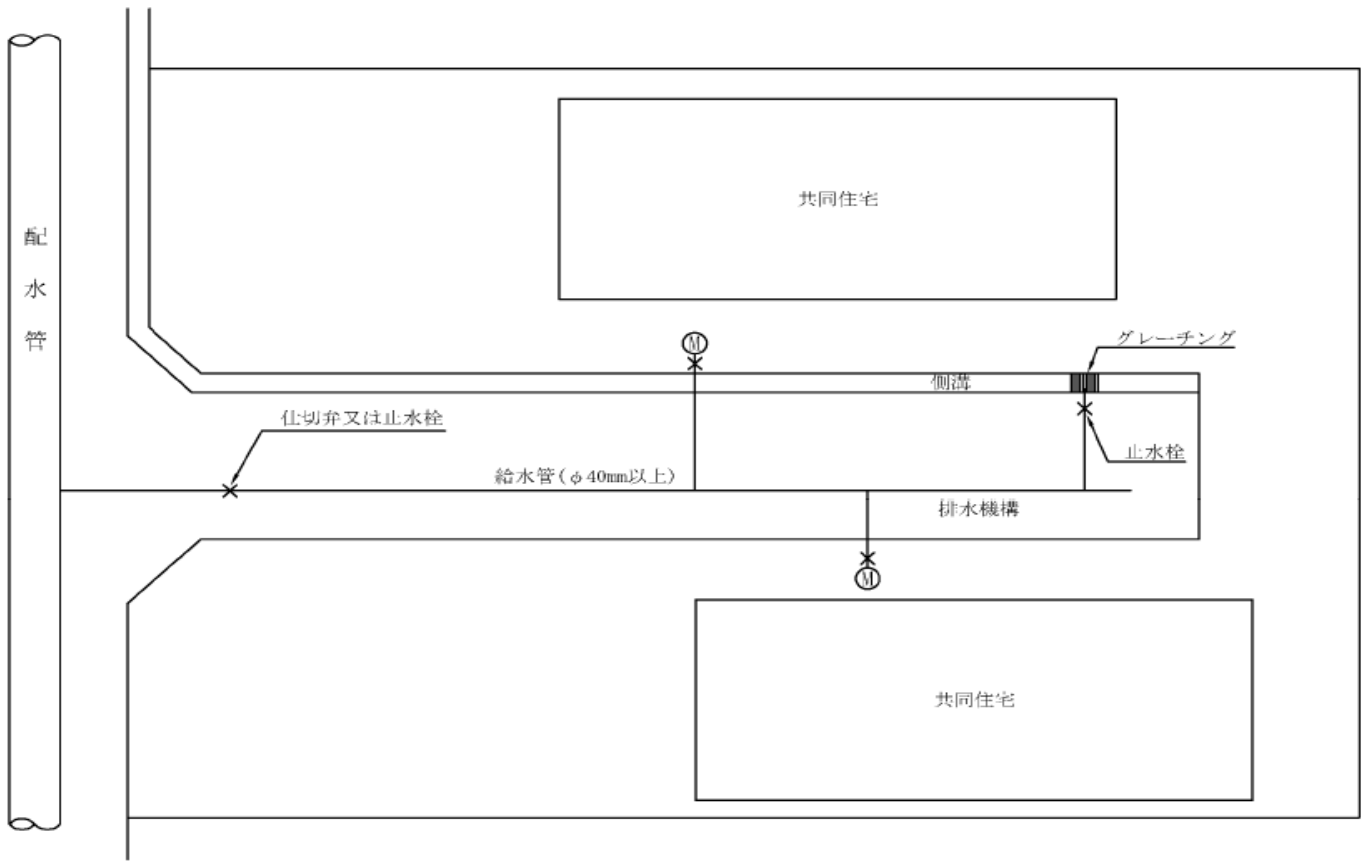 共同住宅
配水管
M
グレーチング
側溝
仕切弁又は止水栓
止水栓
給水管(φ40mm以上)
排水機構
M
共同住宅